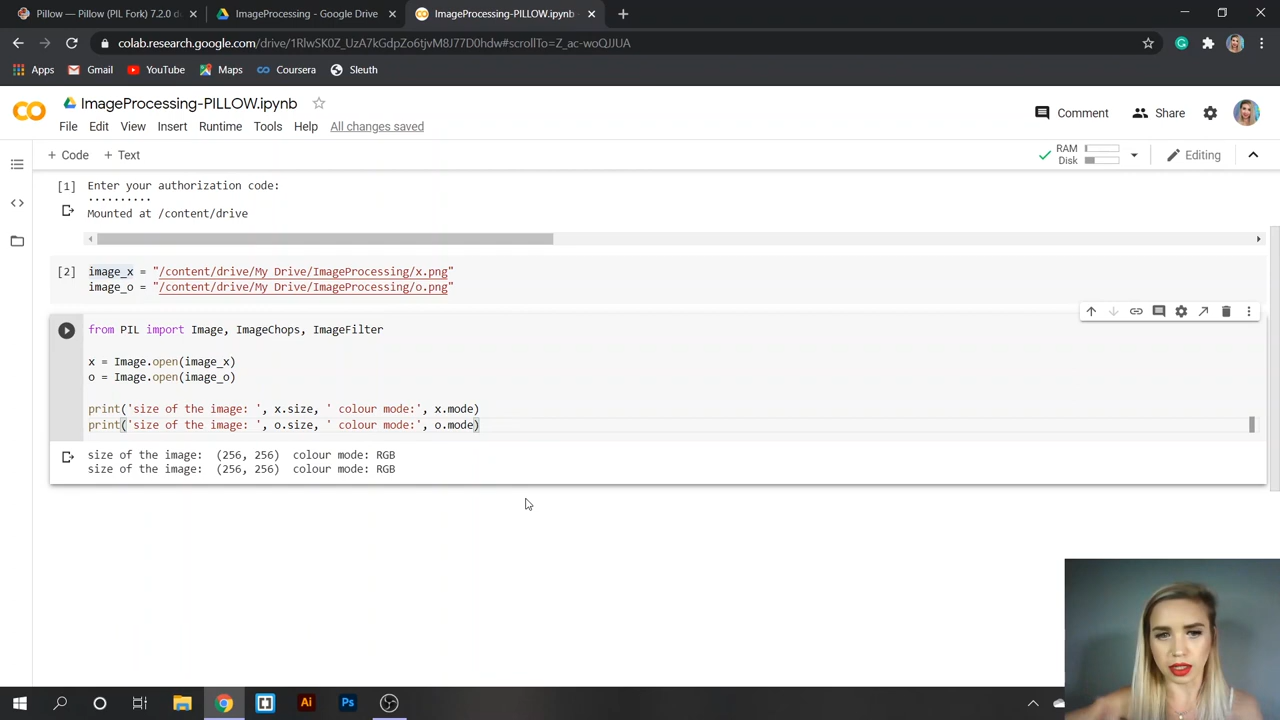 Pillow — Pillow (PIL Fork) 7.2.0 d
ImageProcessing - Google Drive
ImageProcessing-PILLOW.ipynb
colab.research.google.com/drive/1RlwSK0Z_UzA7kGdpZo6tjvM8J77D0hdw#scrollTo=Z_ac-woQJJUA
Apps
Gmail
YouTube
Maps
Coursera
Sleuth
ImageProcessing-PILLOW.ipynb
Comment
Share
File Edit View Insert Runtime Tools Help All changes saved
+ Code + Text
RAM
Disk
Editing
[1] Enter your authorization code:
··········
Mounted at /content/drive
[2] image_x = "/content/drive/My Drive/ImageProcessing/x.png"
image_o = "/content/drive/My Drive/ImageProcessing/o.png"
from PIL import Image, ImageChops, ImageFilter
x = Image.open(image_x)
o = Image.open(image_o)
print('size of the image: ', x.size, ' colour mode:', x.mode)
print('size of the image: ', o.size, ' colour mode:', o.mode)
size of the image:  (256, 256)  colour mode: RGB
size of the image:  (256, 256)  colour mode: RGB
Ai
Ps